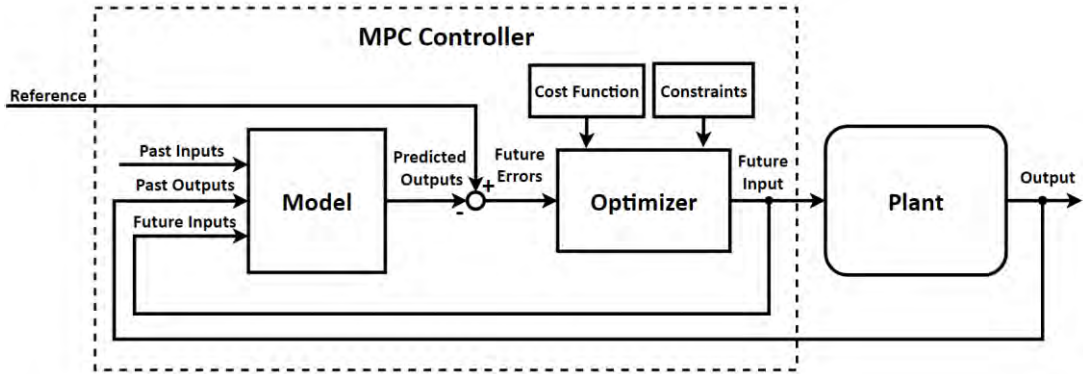 MPC Controller
Reference
Cost Function
Constraints
Past Inputs
Past Outputs
Future Inputs
Model
Predicted
Outputs
+
-
Future
Errors
Optimizer
Future
Input
Plant
Output